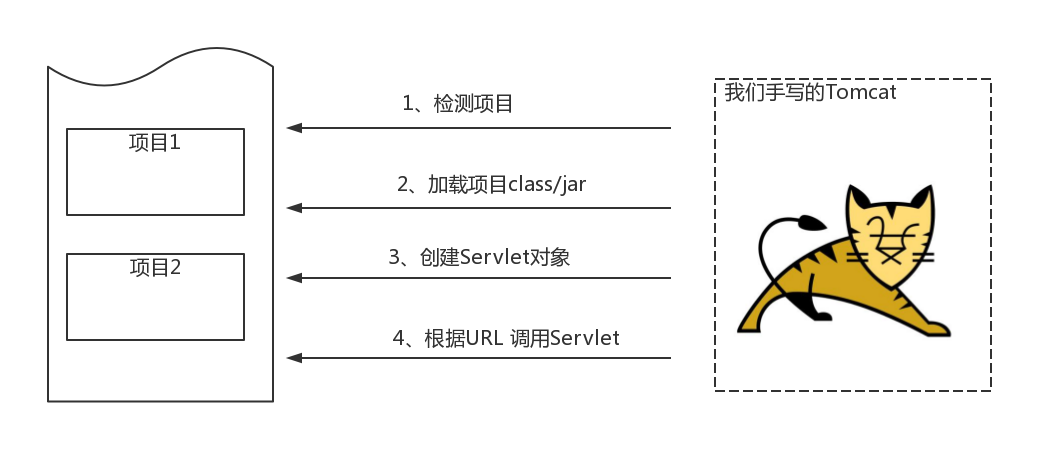 1、检测项目
我们手写的Tomcat
项目1
2、加载项目class/jar
3、创建Servlet对象
项目2
4、根据URL 调用Servlet